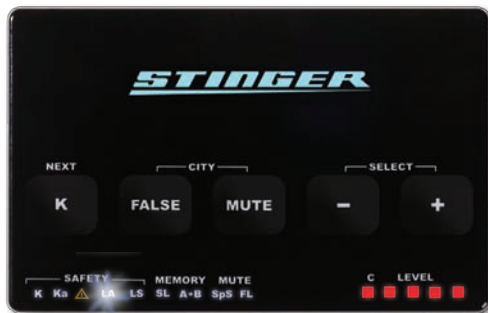 STINGER
NEXT CITY SELECT
K FALSE MUTE - +
SAFETY MEMORY MUTE C LEVEL
K Ka ⚠ LA LS SL A+B SpS FL